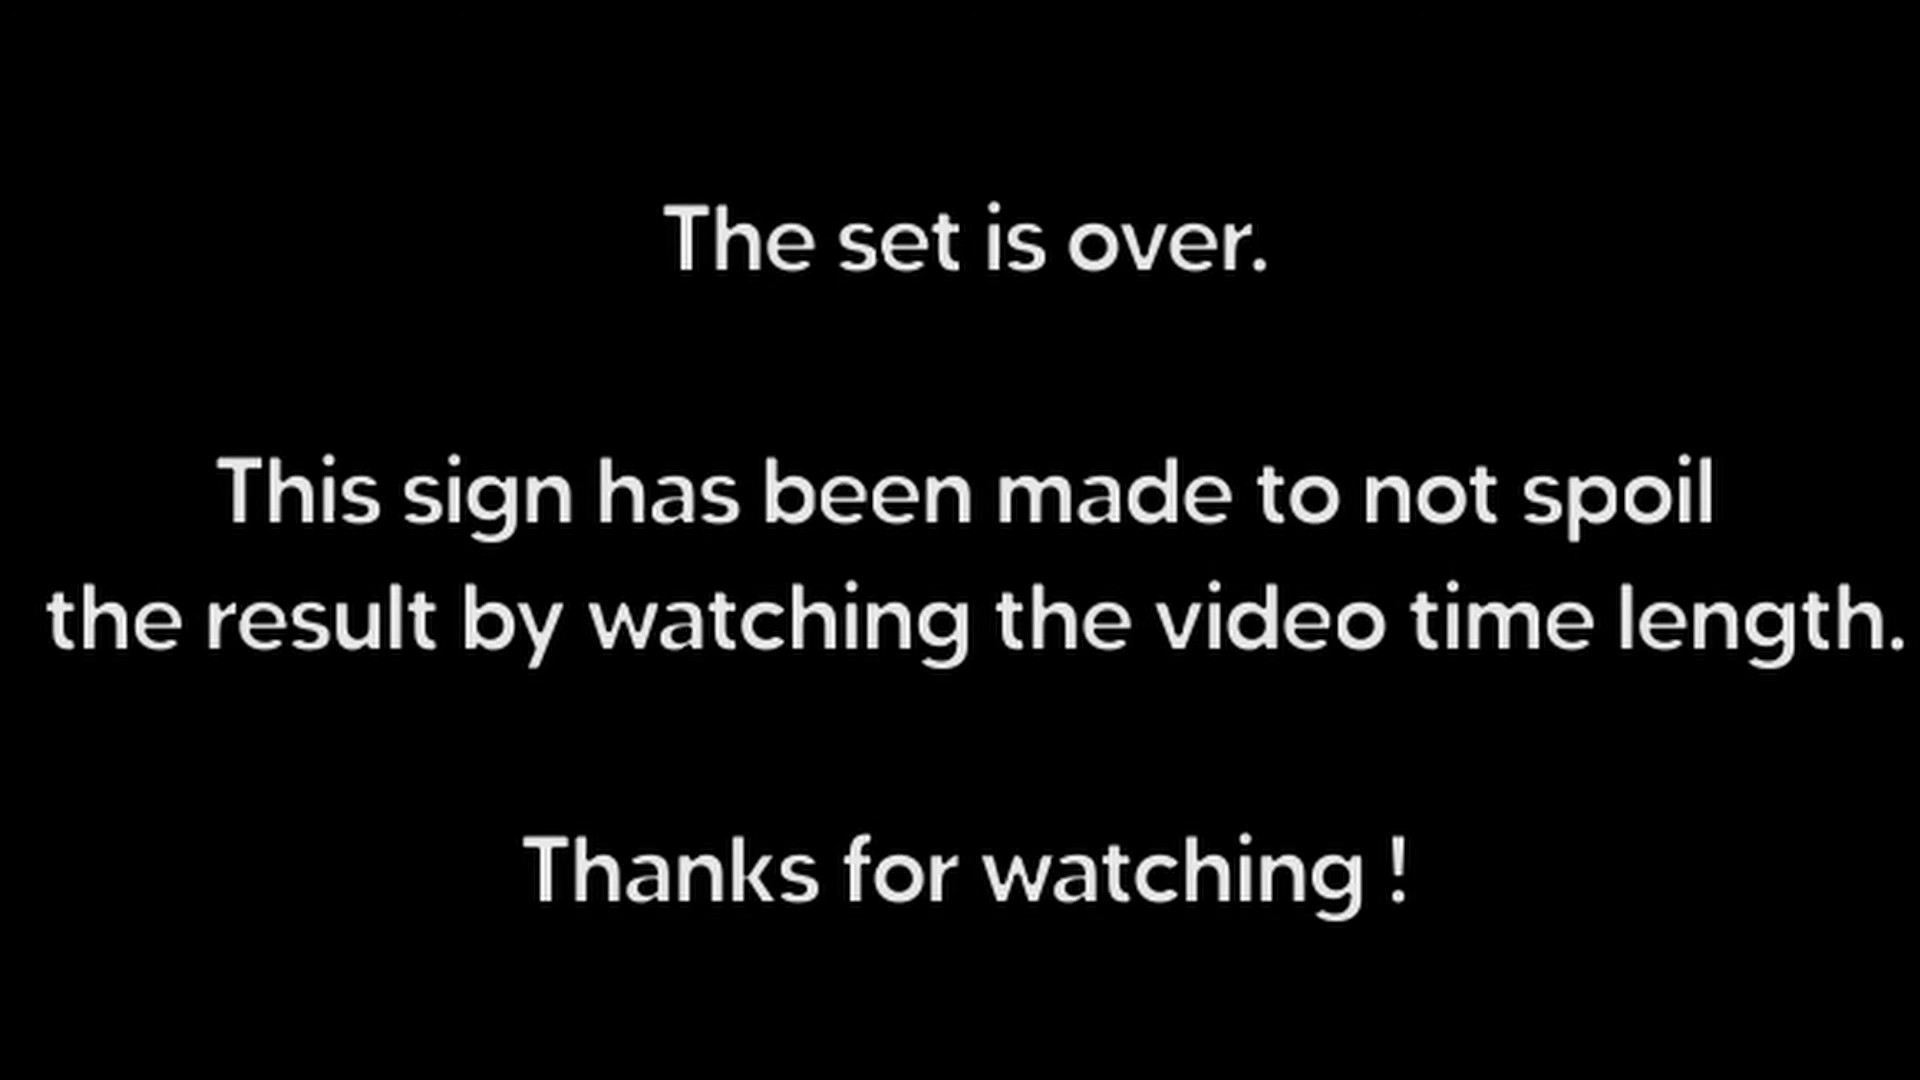 The set is over.
This sign has been made to not spoil
the result by watching the video time length.
Thanks for watching !